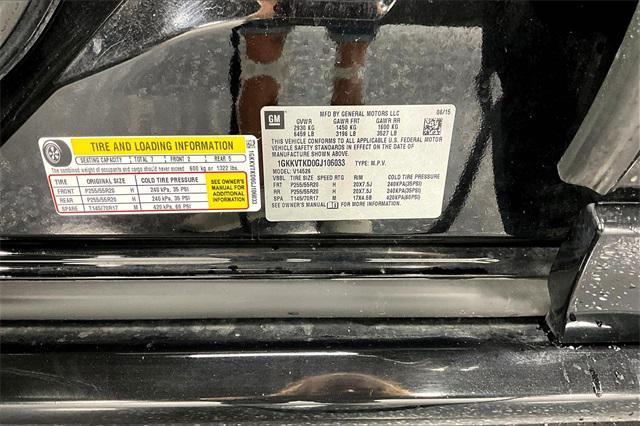 TIRE AND LOADING INFORMATION
SEATING CAPACITY TOTAL 7 FRONT 2 REAR 5
The combined weight of occupants and cargo should never exceed 600 kg or 1322 lbs.
TIRE ORIGINAL SIZE COLD TIRE PRESSURE
FRONT P255/55R20 H 240 kPa, 35 PSI
REAR P255/55R20 H 240 kPa, 35 PSI
SPARE T145/70R17 M 420 kPa, 60 PSI
SEE OWNER'S
MANUAL FOR
ADDITIONAL
INFORMATION
1GKKVTKD0GJ106033
GM
MFD BY GENERAL MOTORS LLC 06/15
GVWR GAWR FRT GAWR RR
2930 KG 1450 KG 1600 KG
6459 LB 3196 LB 3527 LB
THIS VEHICLE CONFORMS TO ALL APPLICABLE U.S. FEDERAL MOTOR
VEHICLE SAFETY STANDARDS IN EFFECT ON THE DATE OF
MANUFACTURE SHOWN ABOVE.
1GKKVTKD0GJ106033 TYPE: M.P.V.
MODEL: V14526
VBBL TIRE SIZE SPEED RTG RIM COLD TIRE PRESSURE
FRT P255/55R20 H 20X7.5J 240KPA(35PSI)
RR P255/55R20 H 20X7.5J 240KPA(35PSI)
SPA T145/70R17 M 17X4.5B 420KPA(60PSI)
SEE OWNER'S MANUAL FOR MORE INFORMATION.